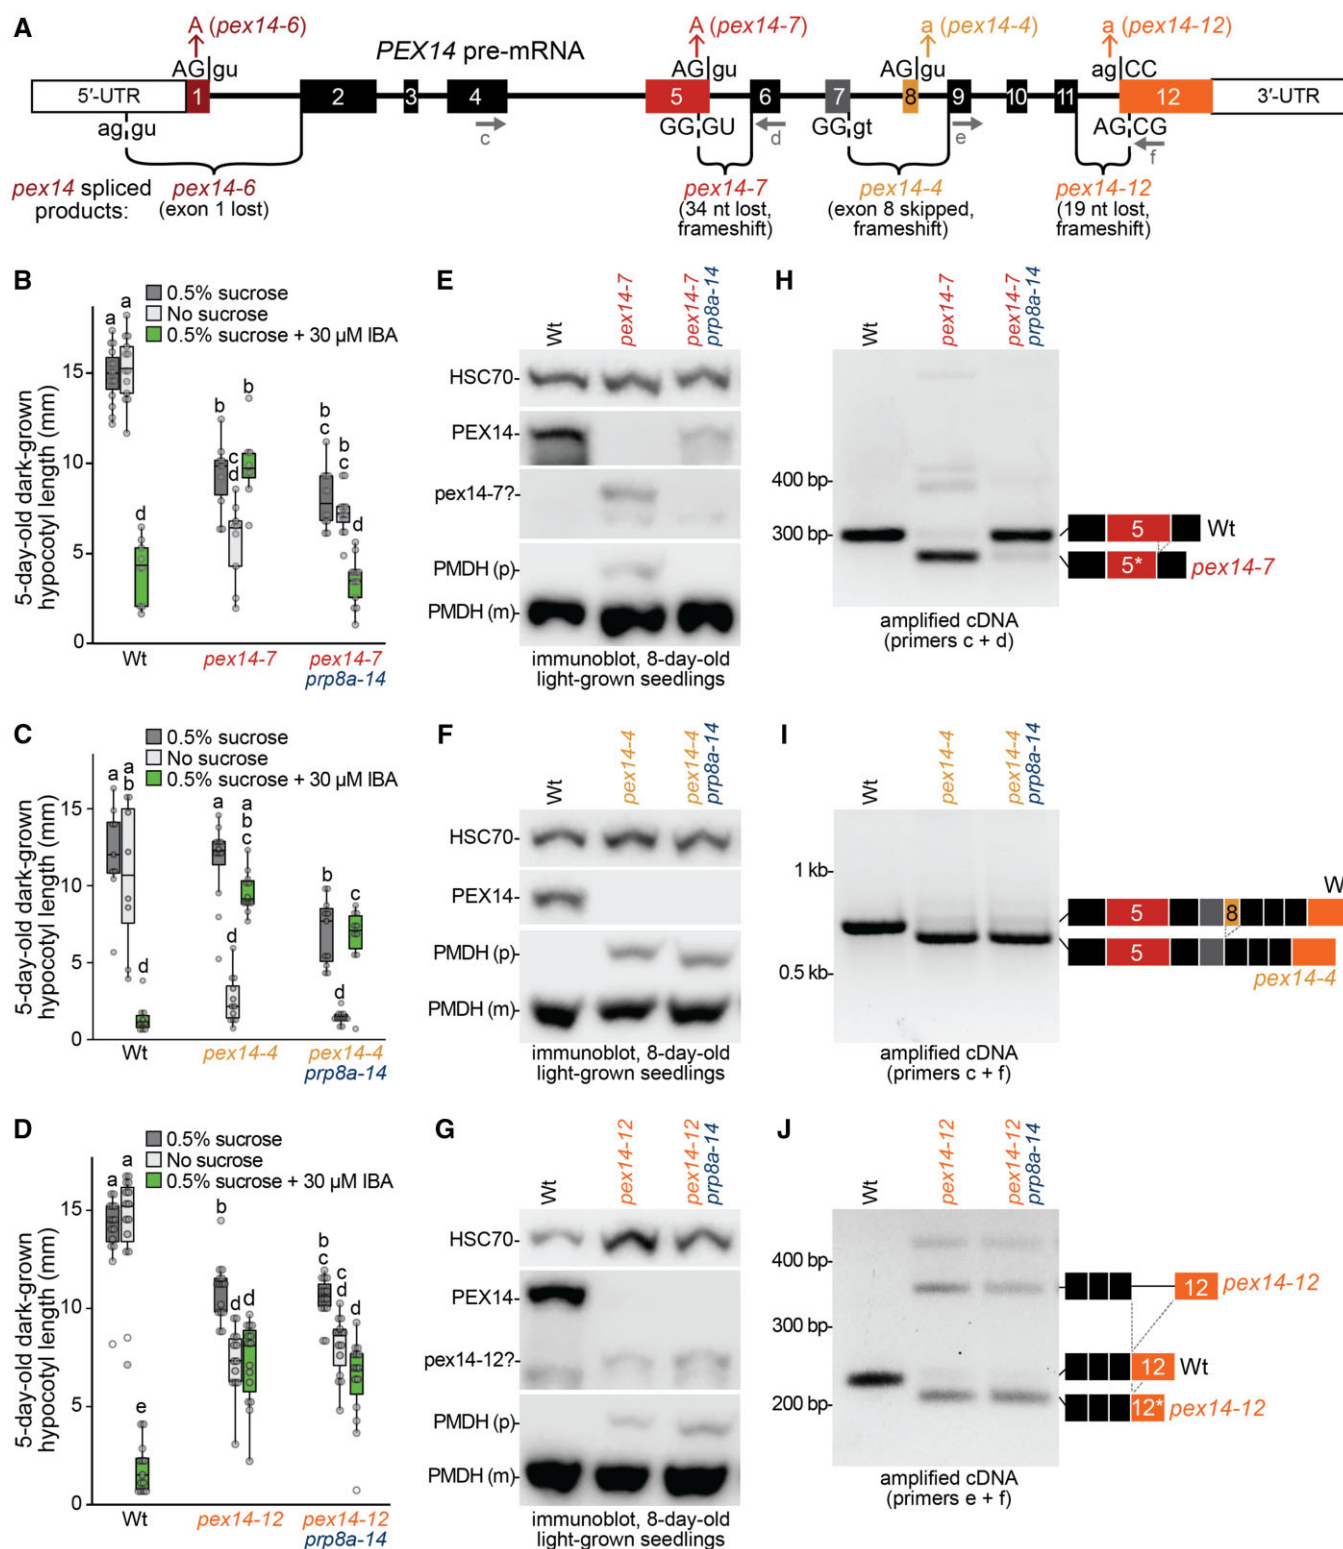 A
A (pex14-6)
A (pex14-7)
a (pex14-4)
a (pex14-12)
PEX14 pre-mRNA
AG|gu
AG|gu
AG|gu
ag|CC
5′-UTR
1
2
3
4
5
6
7
8
9
10
11
12
3′-UTR
ag gu
c
GG GU
d
GG gt
e
AG CG
f
pex14 spliced products:
pex14-6
(exon 1 lost)
pex14-7
(34 nt lost,
frameshift)
pex14-4
(exon 8 skipped,
frameshift)
pex14-12
(19 nt lost,
frameshift)
B
0.5% sucrose
No sucrose
0.5% sucrose + 30 µM IBA
5-day-old dark-grown
hypocotyl length (mm)
15
10
5
0
a
a
d
b
c
d
b
b
c
b
c
d
Wt
pex14-7
pex14-7
prp8a-14
E
Wt
pex14-7
pex14-7
prp8a-14
HSC70-
PEX14-
pex14-7?-
PMDH (p)-
PMDH (m)-
immunoblot, 8-day-old
light-grown seedlings
H
Wt
pex14-7
pex14-7
prp8a-14
400 bp-
300 bp-
5
Wt
5*
pex14-7
amplified cDNA
(primers c + d)
C
0.5% sucrose
No sucrose
0.5% sucrose + 30 µM IBA
5-day-old dark-grown
hypocotyl length (mm)
15
10
5
0
a
a
b
d
a
d
a
b
c
b
d
c
Wt
pex14-4
pex14-4
prp8a-14
F
Wt
pex14-4
pex14-4
prp8a-14
HSC70-
PEX14-
PMDH (p)-
PMDH (m)-
immunoblot, 8-day-old
light-grown seedlings
I
Wt
pex14-4
pex14-4
prp8a-14
1 kb-
0.5 kb-
W
5
8
5
pex14-4
amplified cDNA
(primers c + f)
D
0.5% sucrose
No sucrose
0.5% sucrose + 30 µM IBA
5-day-old dark-grown
hypocotyl length (mm)
15
10
5
0
a
a
e
b
d
d
b
c
c
d
d
Wt
pex14-12
pex14-12
prp8a-14
G
Wt
pex14-12
pex14-12
prp8a-14
HSC70-
PEX14-
pex14-12?-
PMDH (p)-
PMDH (m)-
immunoblot, 8-day-old
light-grown seedlings
J
Wt
pex14-12
pex14-12
prp8a-14
400 bp-
300 bp-
200 bp-
12
pex14-12
12
Wt
12*
pex14-12
amplified cDNA
(primers e + f)